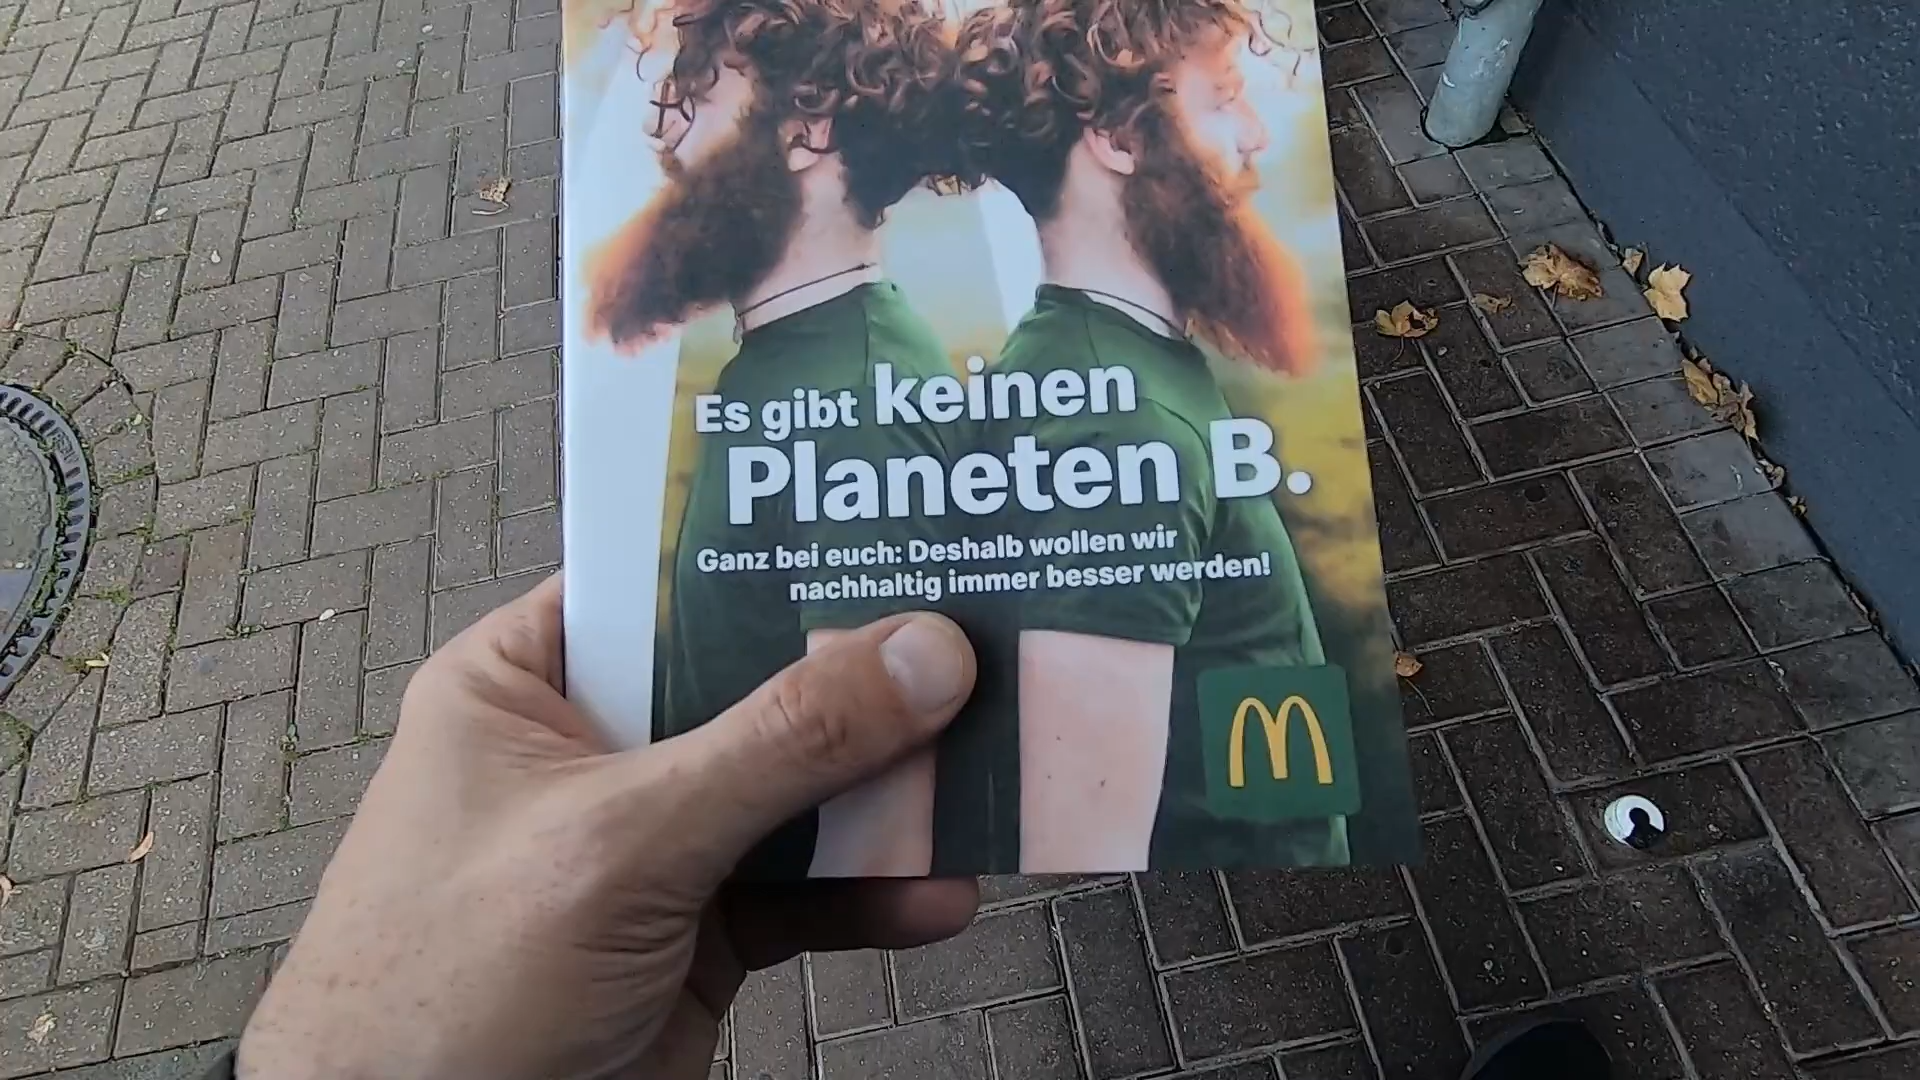 Es gibt keinen
Planeten B.
Ganz bei euch: Deshalb wollen wir
nachhaltig immer besser werden!